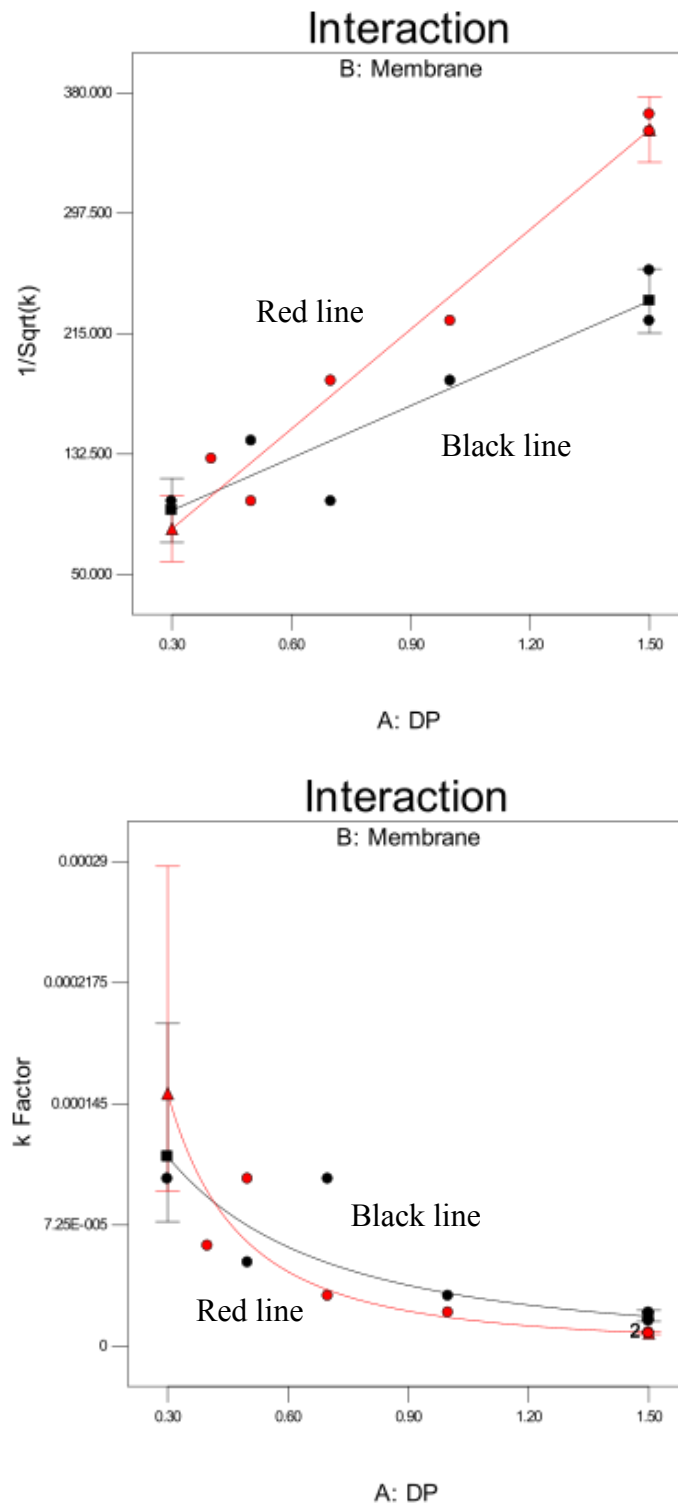 Interaction
B: Membrane
380.000
297.500
215.000
132.500
50.000
1/Sqrt(k)
Red line
Black line
0.30 0.60 0.90 1.20 1.50
A: DP
Interaction
B: Membrane
0.00029
0.0002175
0.000145
7.25E-005
0
k Factor
Black line
Red line
2
0.30 0.60 0.90 1.20 1.50
A: DP